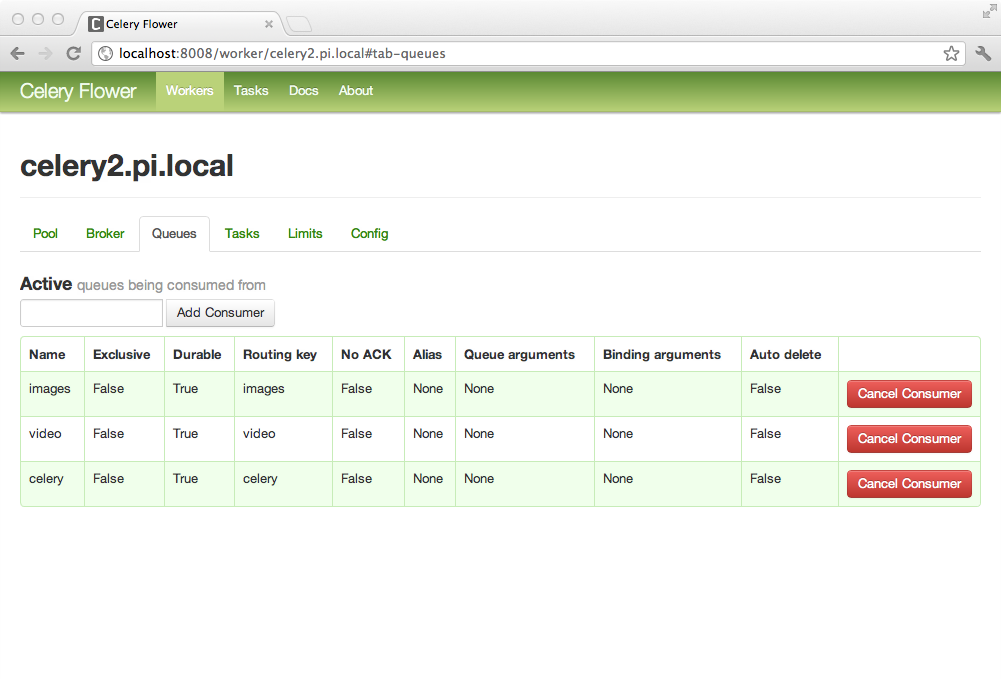 Celery Flower
localhost:8008/worker/celery2.pi.local#tab-queues
Celery Flower Workers Tasks Docs About
celery2.pi.local
Pool Broker Queues Tasks Limits Config
Active queues being consumed from
Add Consumer
Name Exclusive Durable Routing key No ACK Alias Queue arguments Binding arguments Auto delete
images False True images False None None None False Cancel Consumer
video False True video False None None None False Cancel Consumer
celery False True celery False None None None False Cancel Consumer